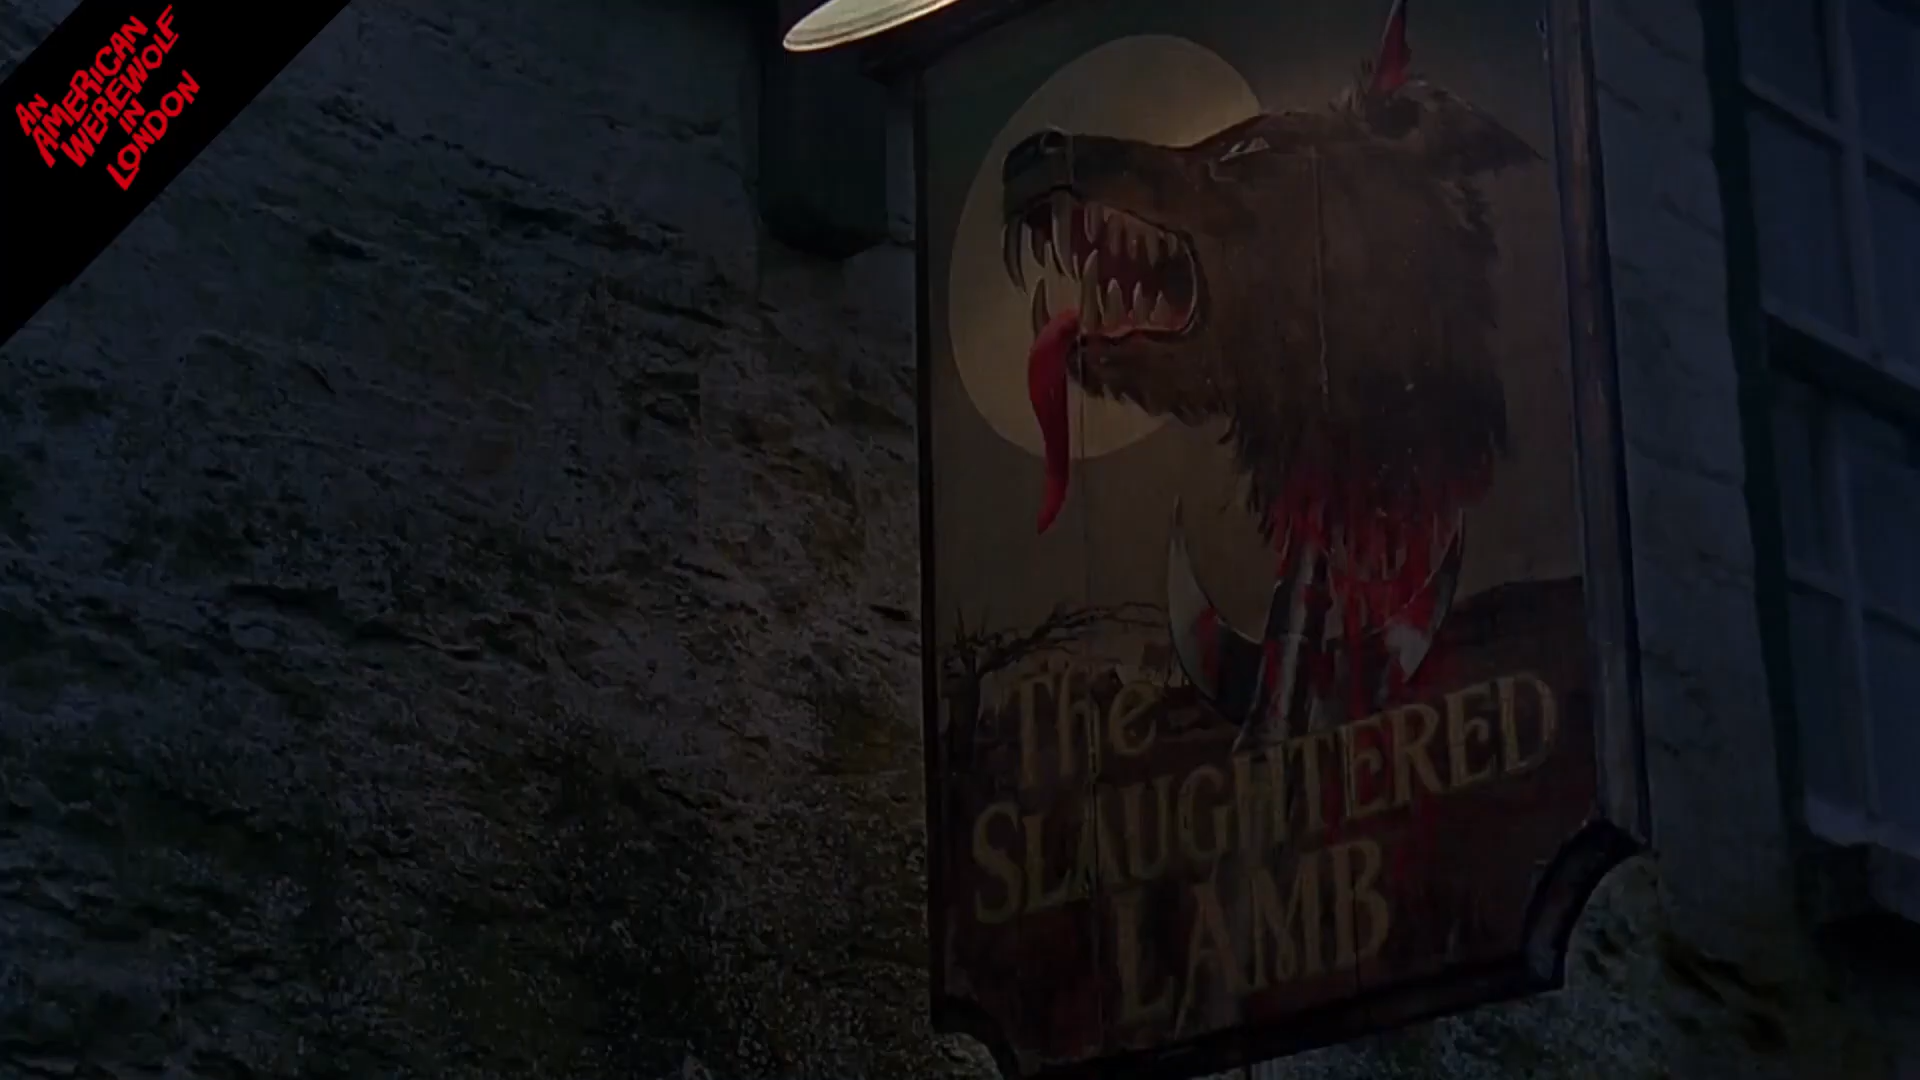 AN
AMERICAN
WEREWOLF
IN
LONDON
The
SLAUGHTERED
LAMB